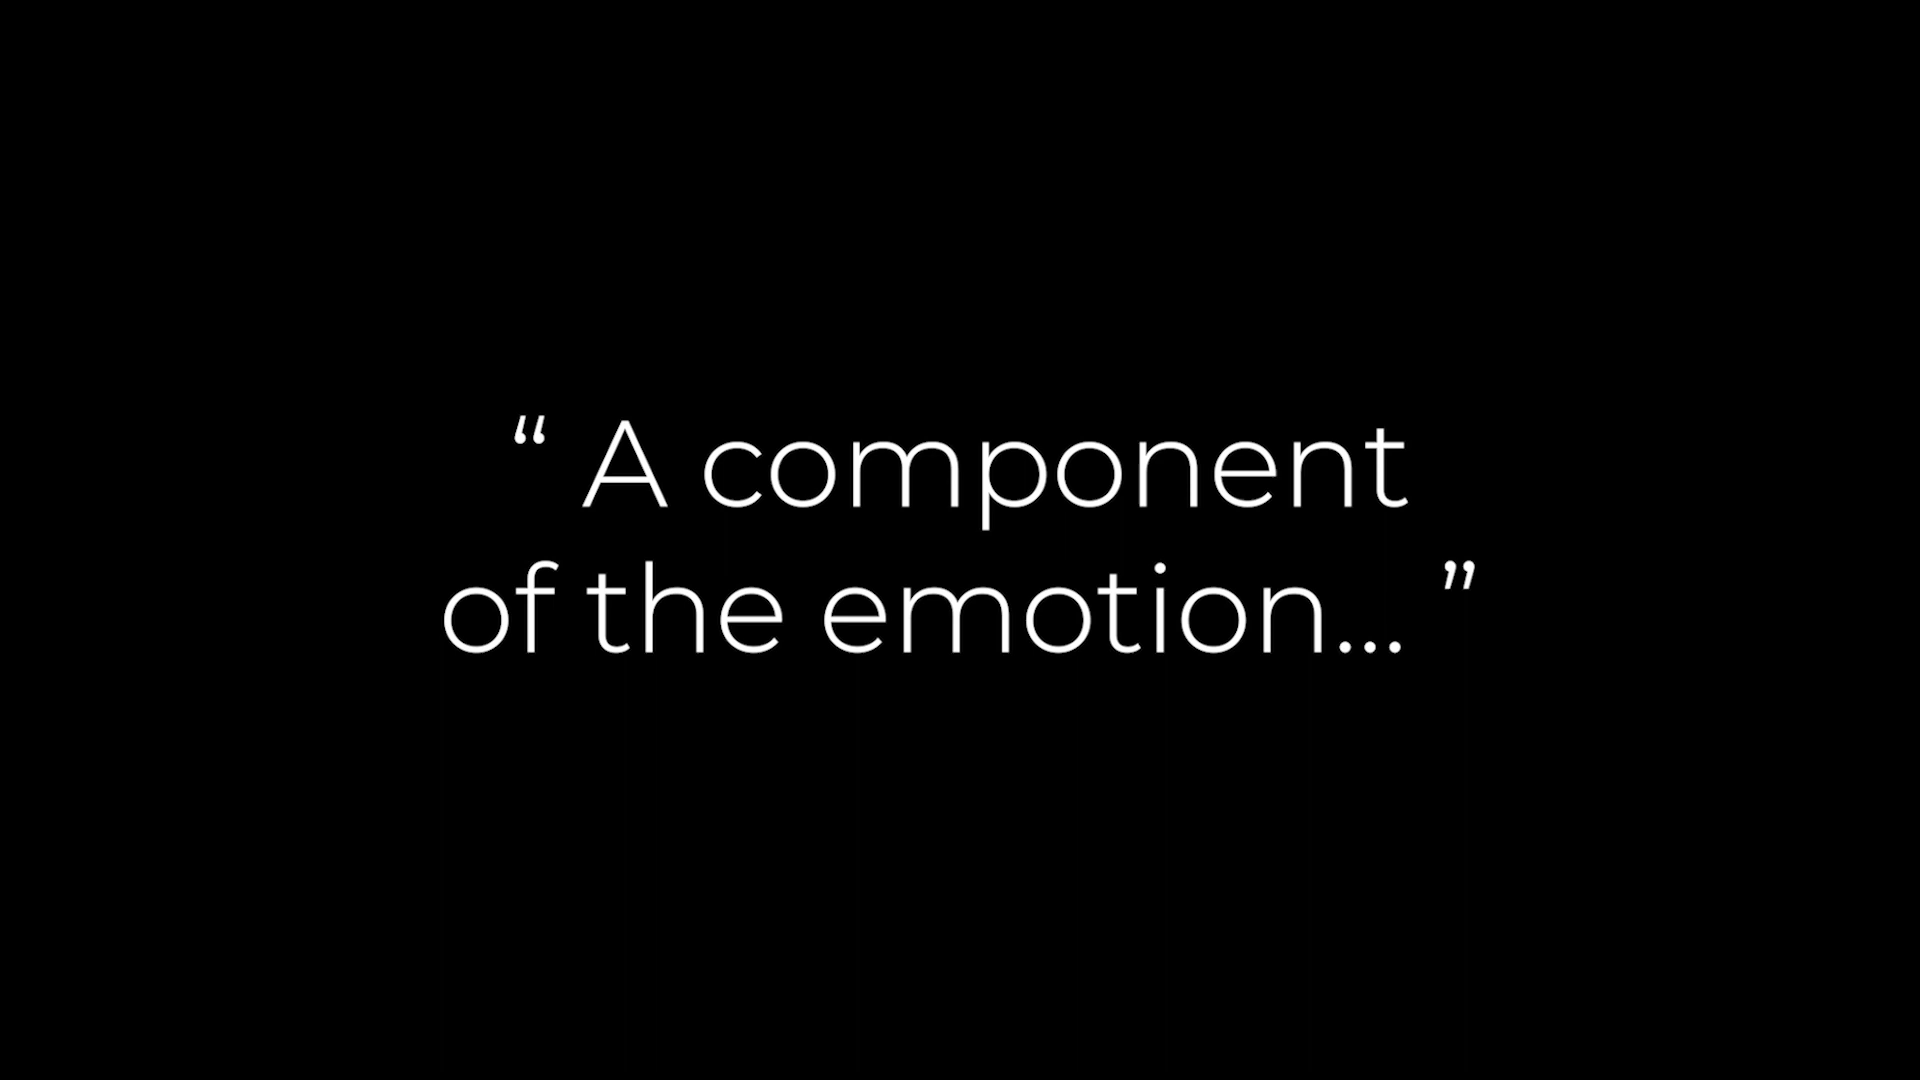 “ A component
of the emotion... ”